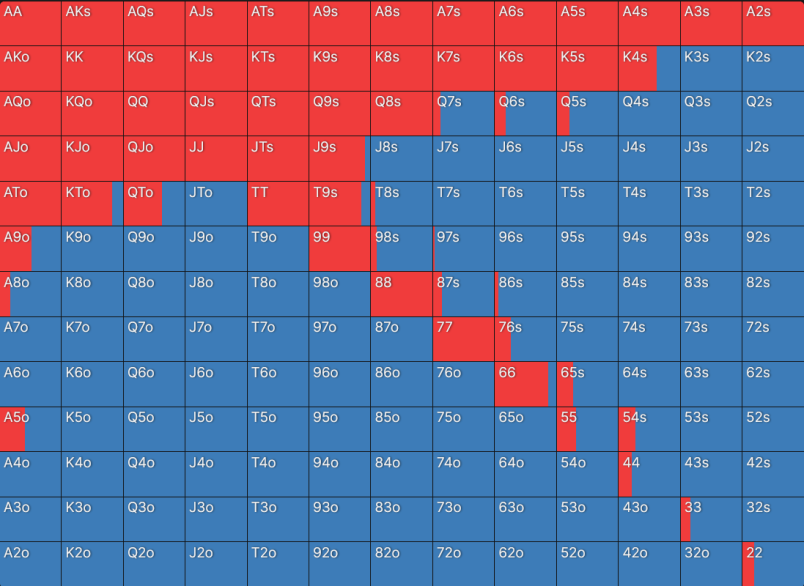 AA AKs AQs AJs ATs A9s A8s A7s A6s A5s A4s A3s A2s
AKo KK KQs KJs KTs K9s K8s K7s K6s K5s K4s K3s K2s
AQo KQo QQ QJs QTs Q9s Q8s Q7s Q6s Q5s Q4s Q3s Q2s
AJo KJo QJo JJ JTs J9s J8s J7s J6s J5s J4s J3s J2s
ATo KTo QTo JTo TT T9s T8s T7s T6s T5s T4s T3s T2s
A9o K9o Q9o J9o T9o 99 98s 97s 96s 95s 94s 93s 92s
A8o K8o Q8o J8o T8o 98o 88 87s 86s 85s 84s 83s 82s
A7o K7o Q7o J7o T7o 97o 87o 77 76s 75s 74s 73s 72s
A6o K6o Q6o J6o T6o 96o 86o 76o 66 65s 64s 63s 62s
A5o K5o Q5o J5o T5o 95o 85o 75o 65o 55 54s 53s 52s
A4o K4o Q4o J4o T4o 94o 84o 74o 64o 54o 44 43s 42s
A3o K3o Q3o J3o T3o 93o 83o 73o 63o 53o 43o 33 32s
A2o K2o Q2o J2o T2o 92o 82o 72o 62o 52o 42o 32o 22